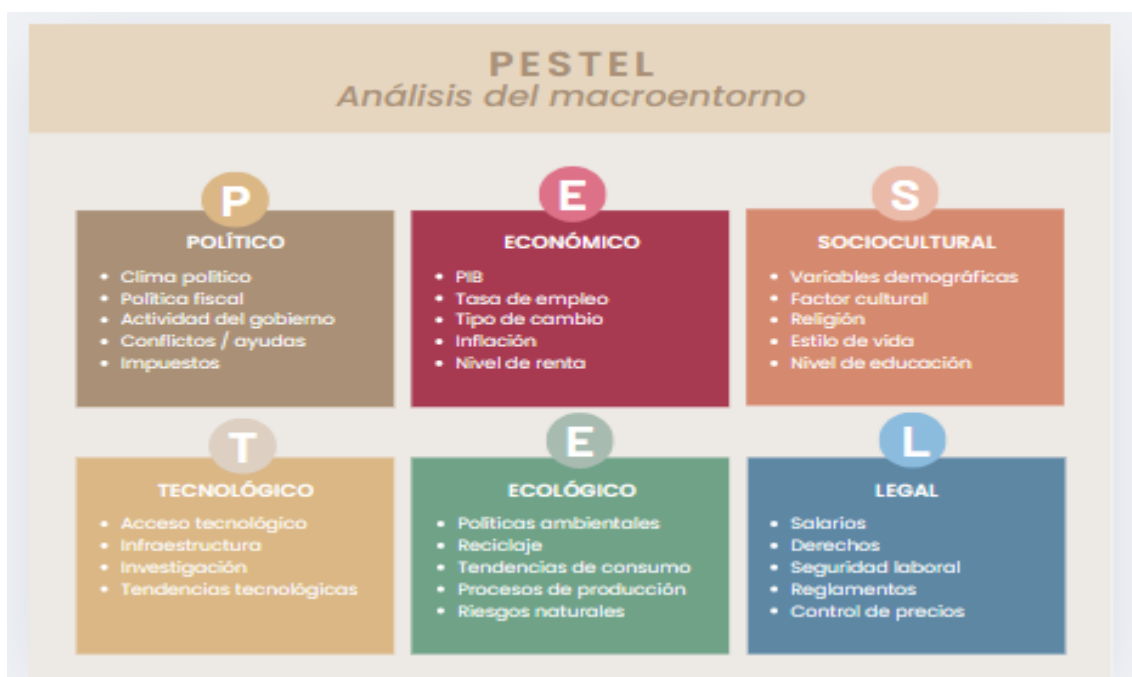 PESTEL
Análisis del macroentorno
P
POLÍTICO
• Clima político
• Política fiscal
• Actividad del gobierno
• Conflictos / ayudas
• Impuestos
E
ECONÓMICO
• PIB
• Tasa de empleo
• Tipo de cambio
• Inflación
• Nivel de renta
S
SOCIOCULTURAL
• Variables demográficas
• Factor cultural
• Religión
• Estilo de vida
• Nivel de educación
T
TECNOLÓGICO
• Acceso tecnológico
• Infraestructura
• Investigación
• Tendencias tecnológicas
E
ECOLÓGICO
• Políticas ambientales
• Reciclaje
• Tendencias de consumo
• Procesos de producción
• Riesgos naturales
L
LEGAL
• Salarios
• Derechos
• Seguridad laboral
• Reglamentos
• Control de precios